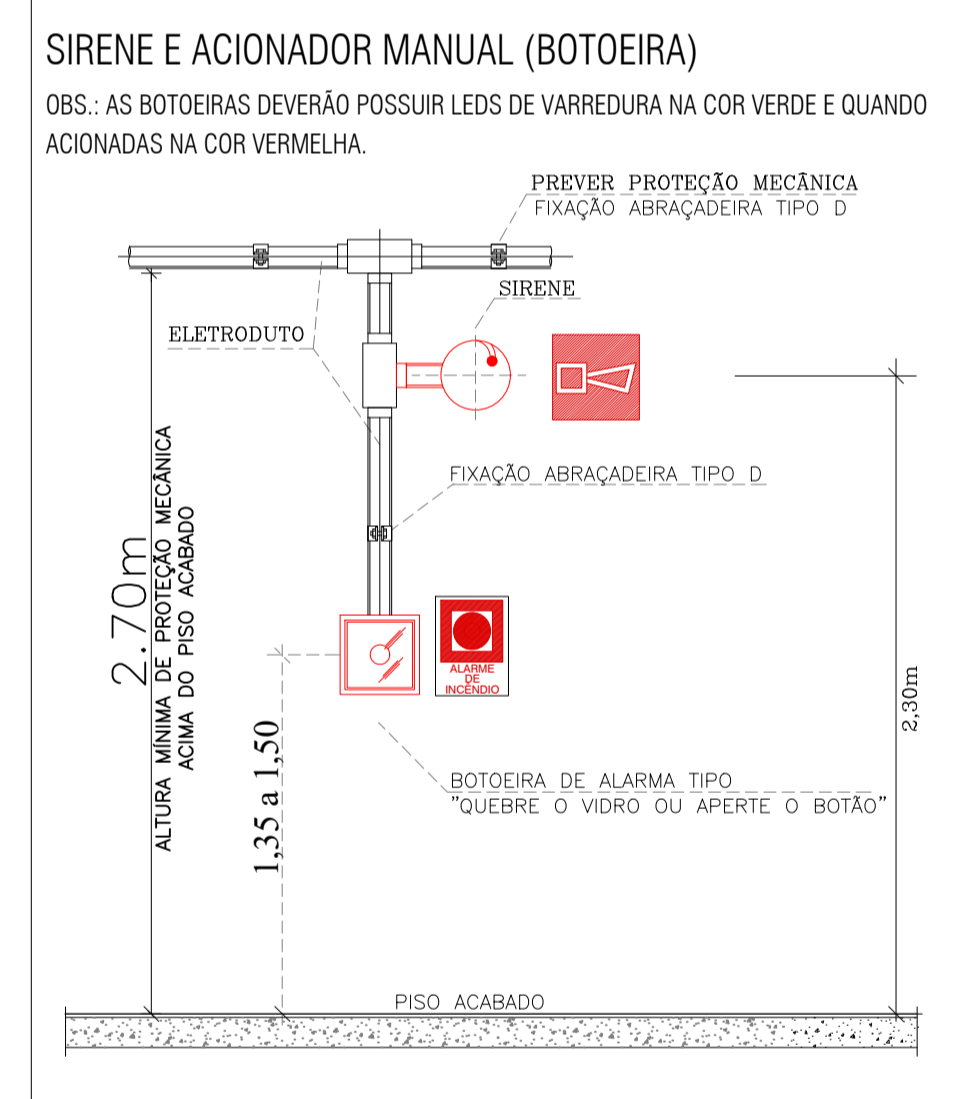 SIRENE E ACIONADOR MANUAL (BOTOEIRA)
OBS.: AS BOTOEIRAS DEVERÃO POSSUIR LEDS DE VARREDURA NA COR VERDE E QUANDO
ACIONADAS NA COR VERMELHA.
PREVER PROTEÇÃO MECÂNICA
FIXAÇÃO ABRAÇADEIRA TIPO D
SIRENE
ELETRODUTO
FIXAÇÃO ABRAÇADEIRA TIPO D
2.70m
ALTURA MÍNIMA DE PROTEÇÃO MECÂNICA
ACIMA DO PISO ACABADO
ALARME
DE
INCÊNDIO
2,30m
1,35 a 1,50
BOTOEIRA DE ALARMA TIPO
"QUEBRE O VIDRO OU APERTE O BOTÃO"
PISO ACABADO